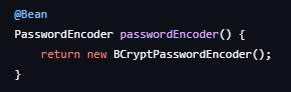 @Bean
PasswordEncoder passwordEncoder() {
    return new BCryptPasswordEncoder();
}